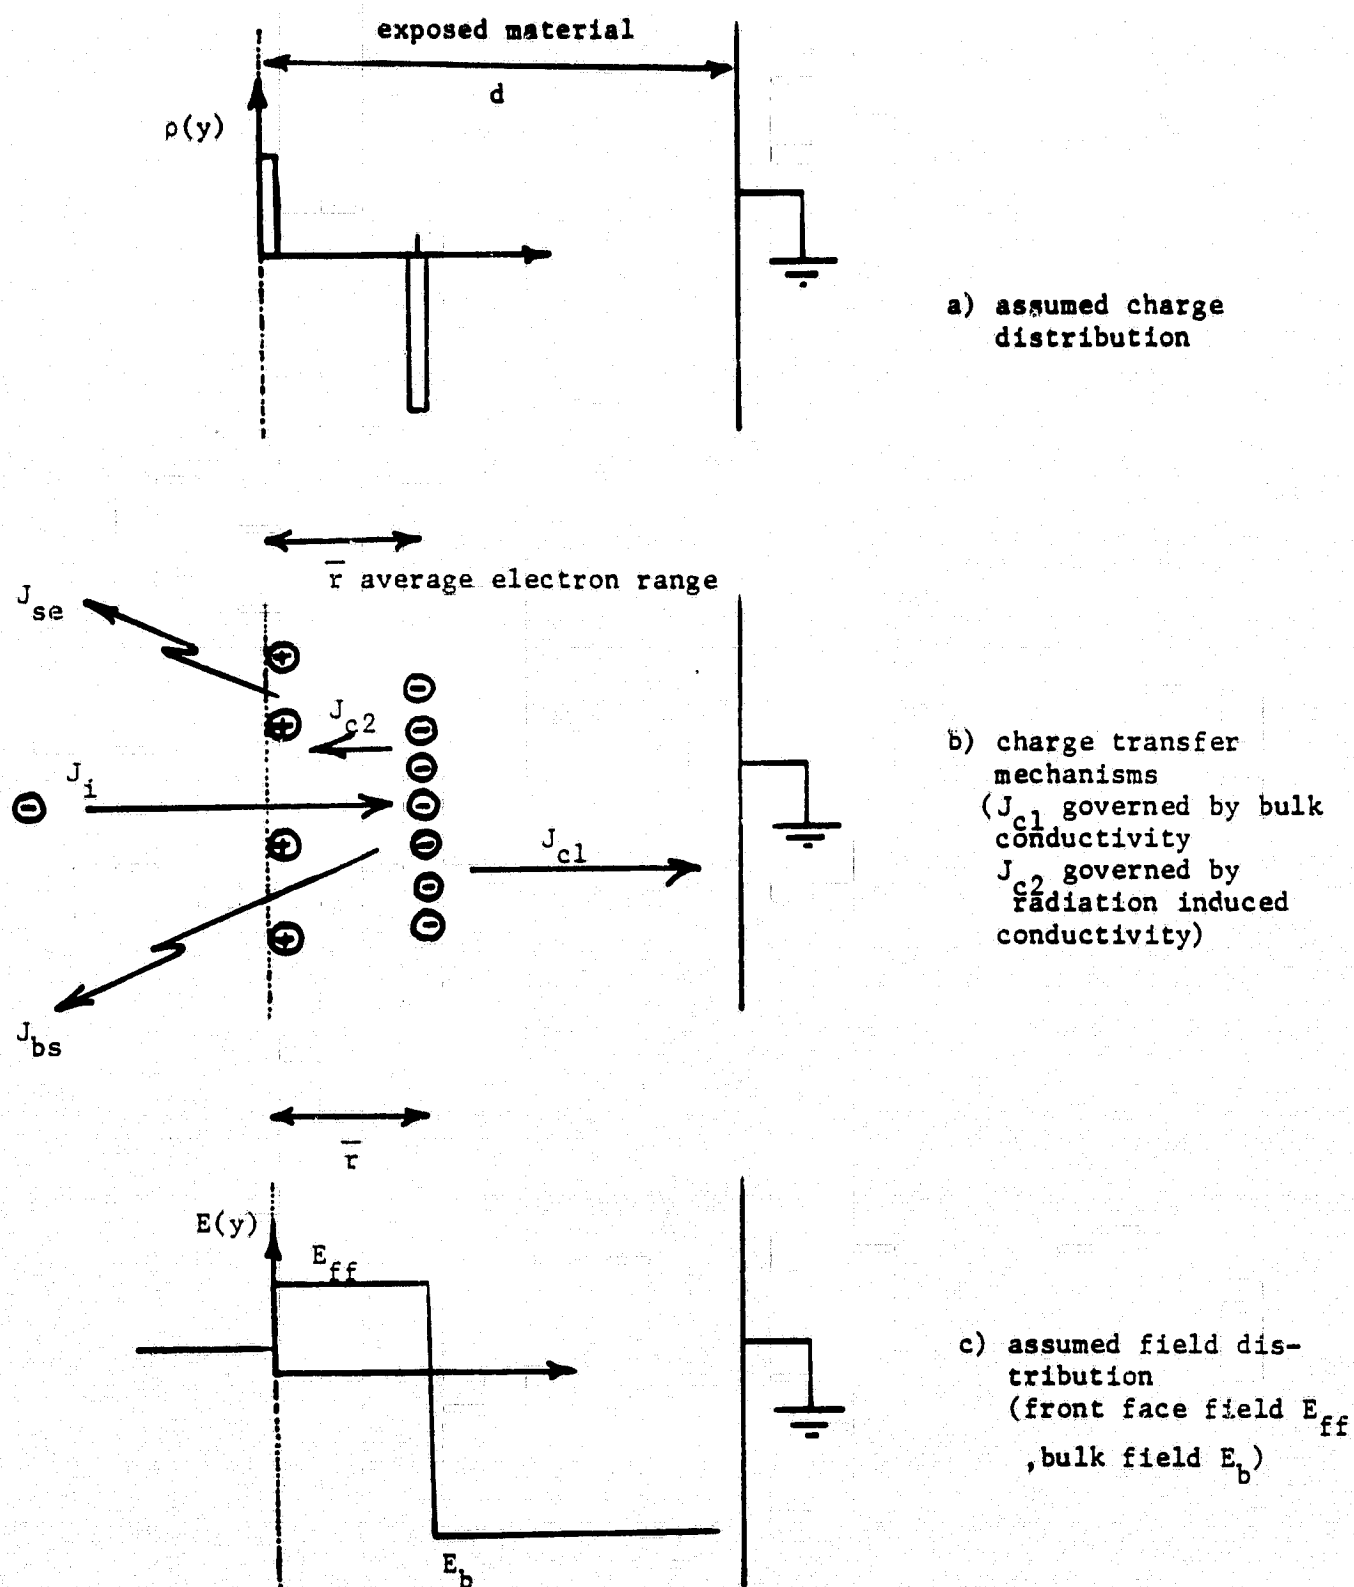 exposed material
d
ρ(y)
a) assumed charge
distribution
r̅ average electron range
J_se
J_c2
J_i
J_c1
J_bs
b) charge transfer
mechanisms
(J_c1 governed by bulk
conductivity
J_c2 governed by
radiation induced
conductivity)
r̅
E(y)
E_ff
E_b
c) assumed field dis-
tribution
(front face field E_ff
,bulk field E_b)